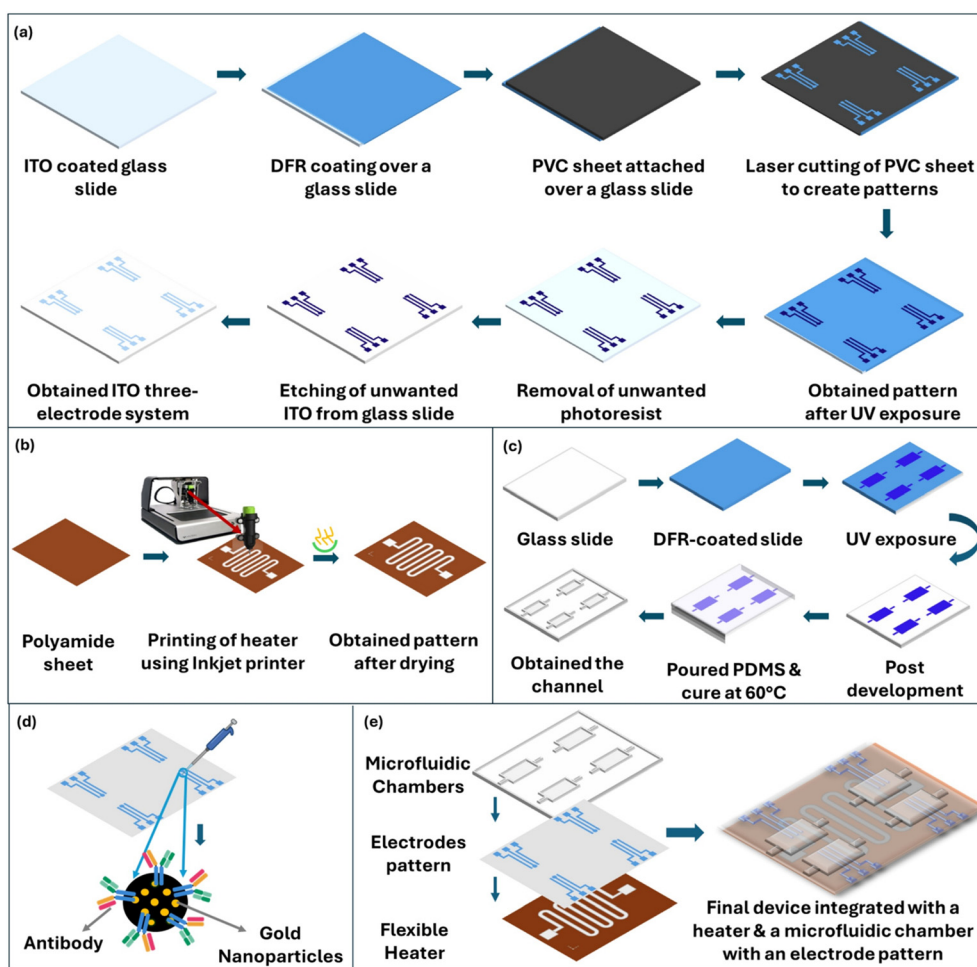 (a)
ITO coated glass
slide
DFR coating over a
glass slide
PVC sheet attached
over a glass slide
Laser cutting of PVC sheet
to create patterns
Obtained ITO three-
electrode system
Etching of unwanted
ITO from glass slide
Removal of unwanted
photoresist
Obtained pattern
after UV exposure
(b)
Polyamide
sheet
Printing of heater
using Inkjet printer
Obtained pattern
after drying
(c)
Glass slide
DFR-coated slide
UV exposure
Obtained the
channel
Poured PDMS &
cure at 60°C
Post
development
(d)
Antibody
Gold
Nanoparticles
(e)
Microfluidic
Chambers
Electrodes
pattern
Flexible
Heater
Final device integrated with a
heater & a microfluidic chamber
with an electrode pattern